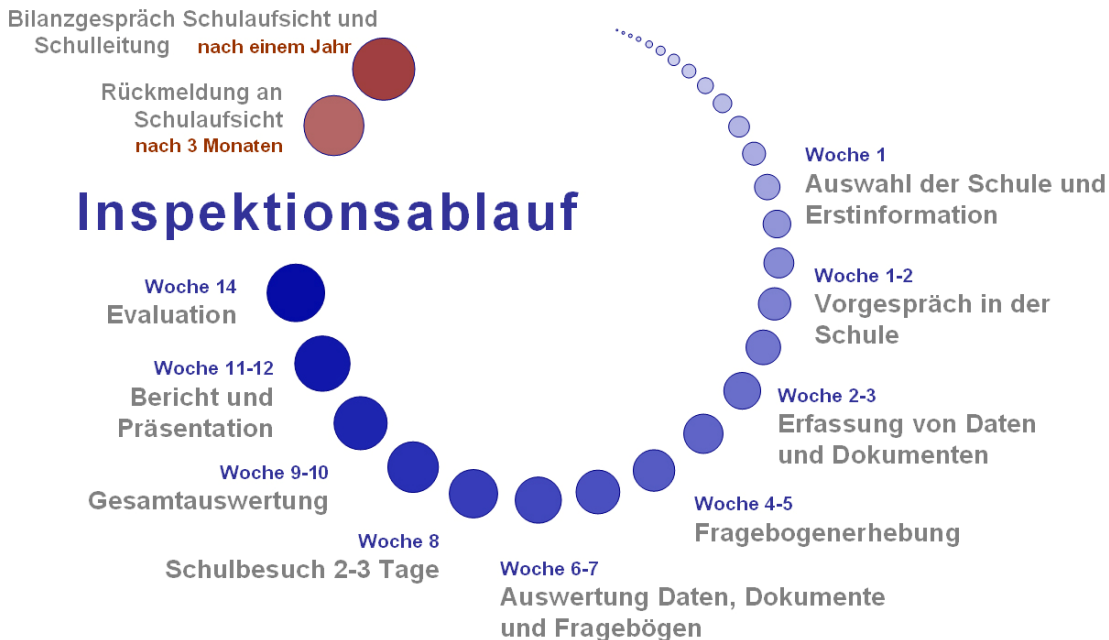 Bilanzgespräch Schulaufsicht und
Schulleitung nach einem Jahr
Rückmeldung an
Schulaufsicht
nach 3 Monaten
Inspektionsablauf
Woche 1
Auswahl der Schule und
Erstinformation
Woche 1-2
Vorgespräch in der
Schule
Woche 2-3
Erfassung von Daten
und Dokumenten
Woche 4-5
Fragebogenerhebung
Woche 6-7
Auswertung Daten, Dokumente
und Fragebögen
Woche 8
Schulbesuch 2-3 Tage
Woche 9-10
Gesamtauswertung
Woche 11-12
Bericht und
Präsentation
Woche 14
Evaluation